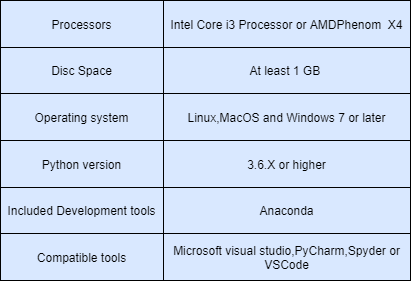 Processors
Intel Core i3 Processor or AMDPhenom X4
Disc Space
At least 1 GB
Operating system
Linux,MacOS and Windows 7 or later
Python version
3.6.X or higher
Included Development tools
Anaconda
Compatible tools
Microsoft visual studio,PyCharm,Spyder or
VSCode